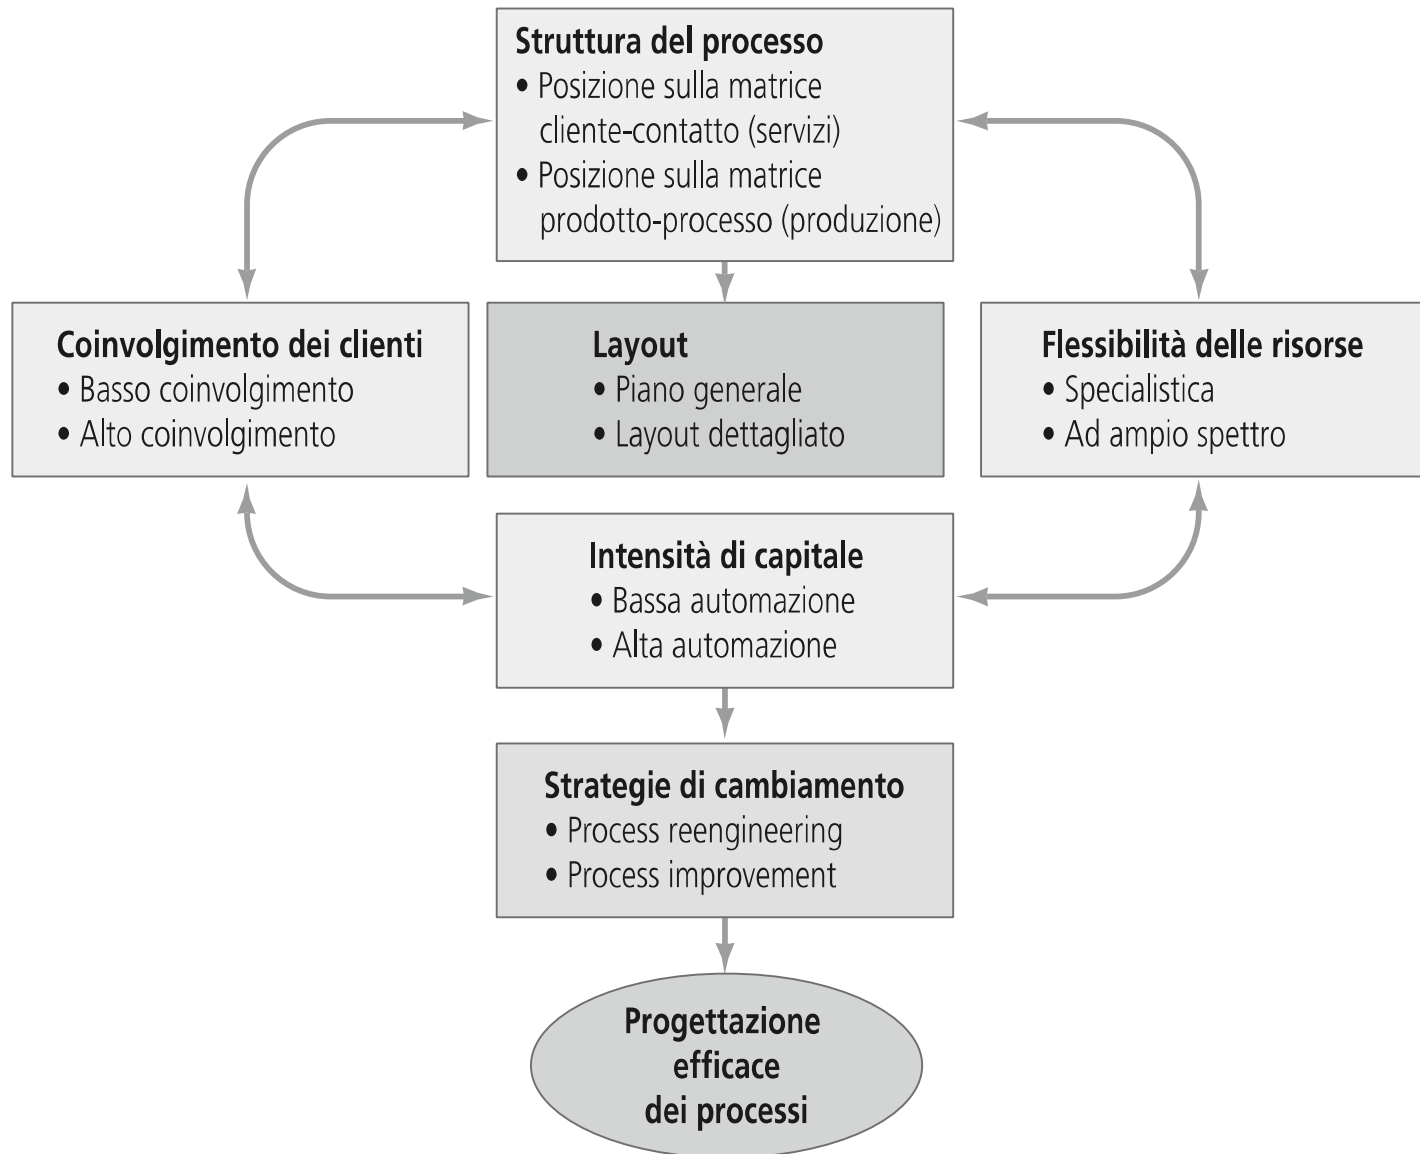 Struttura del processo
• Posizione sulla matrice
cliente-contatto (servizi)
• Posizione sulla matrice
prodotto-processo (produzione)
Coinvolgimento dei clienti
• Basso coinvolgimento
• Alto coinvolgimento
Layout
• Piano generale
• Layout dettagliato
Flessibilità delle risorse
• Specialistica
• Ad ampio spettro
Intensità di capitale
• Bassa automazione
• Alta automazione
Strategie di cambiamento
• Process reengineering
• Process improvement
Progettazione
efficace
dei processi